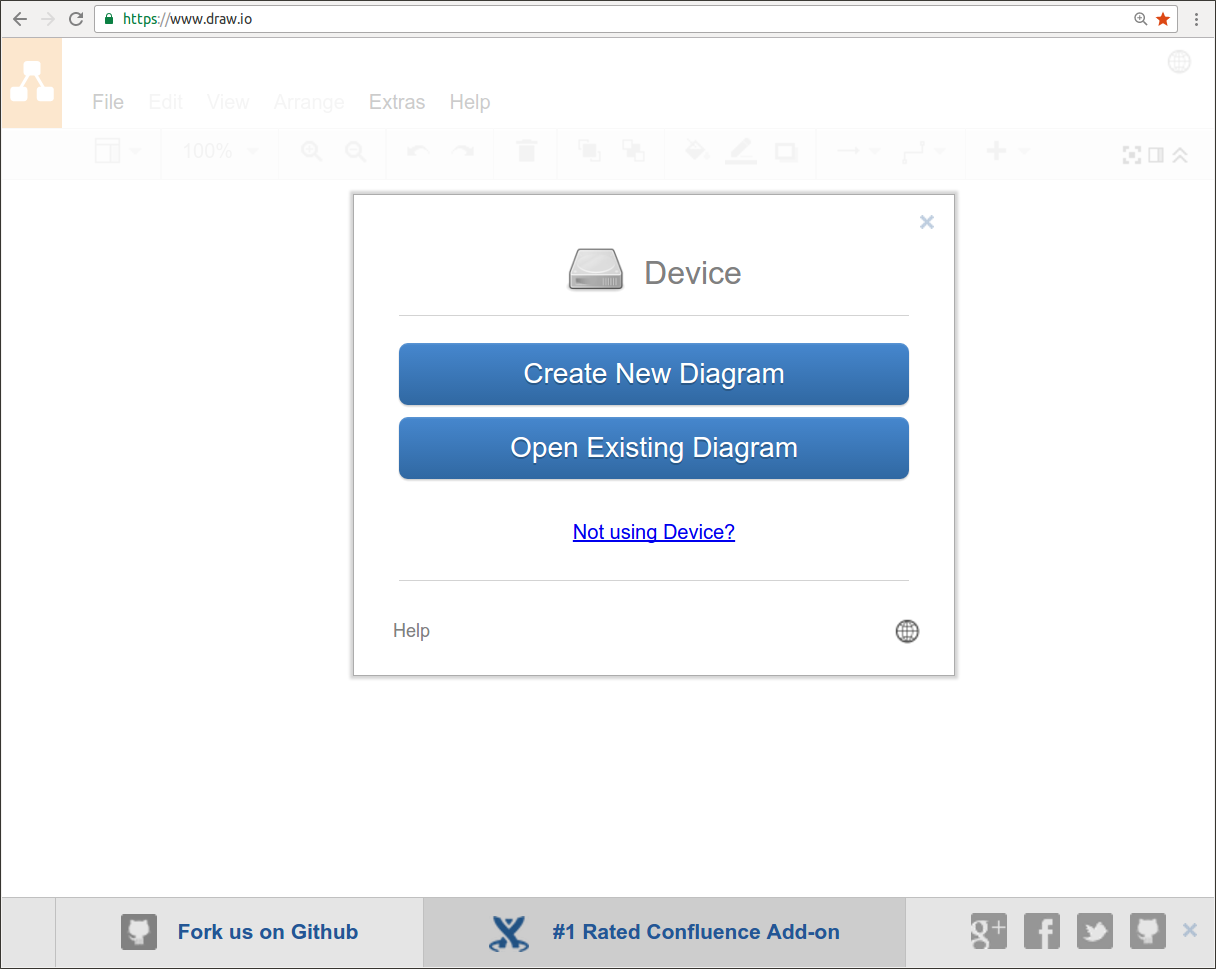 https://www.draw.io
File Edit View Arrange Extras Help
100%
Device
Create New Diagram
Open Existing Diagram
Not using Device?
Help
Fork us on Github #1 Rated Confluence Add-on g+ f